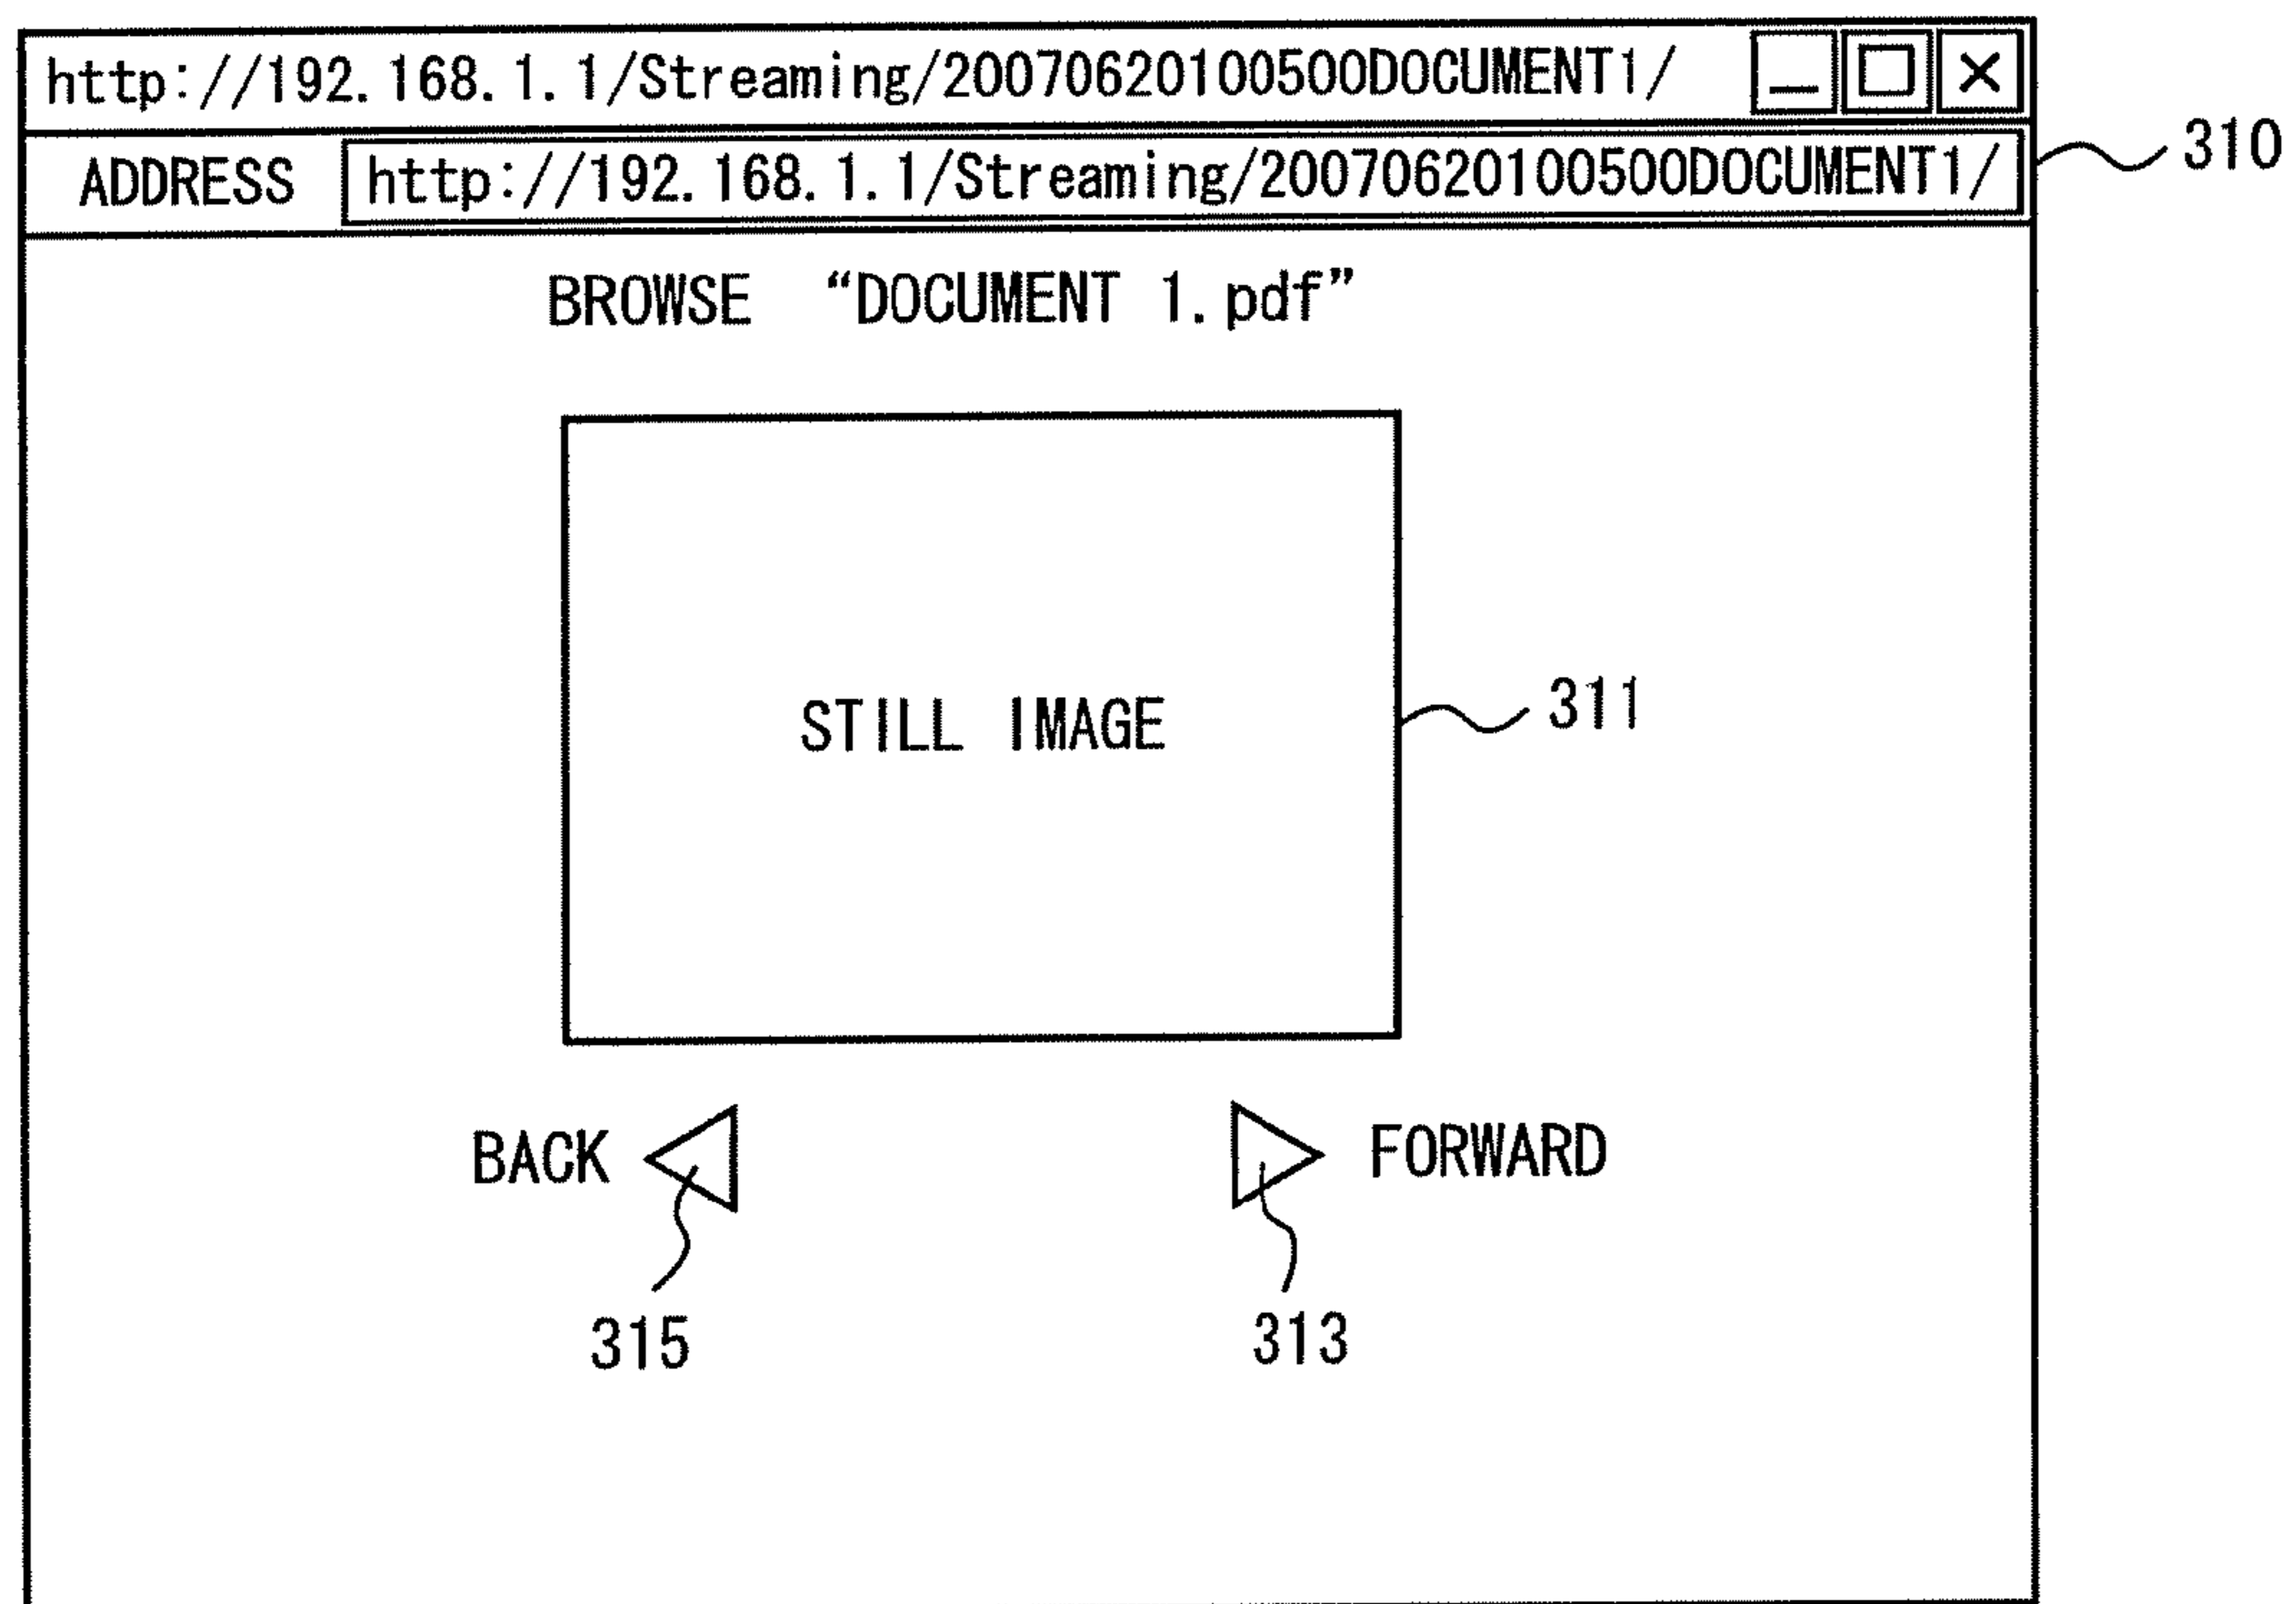 http://192.168.1.1/Streaming/20070620100500DOCUMENT1/
ADDRESS http://192.168.1.1/Streaming/20070620100500DOCUMENT1/
310
BROWSE “DOCUMENT 1.pdf”
STILL IMAGE
311
BACK FORWARD
315 313